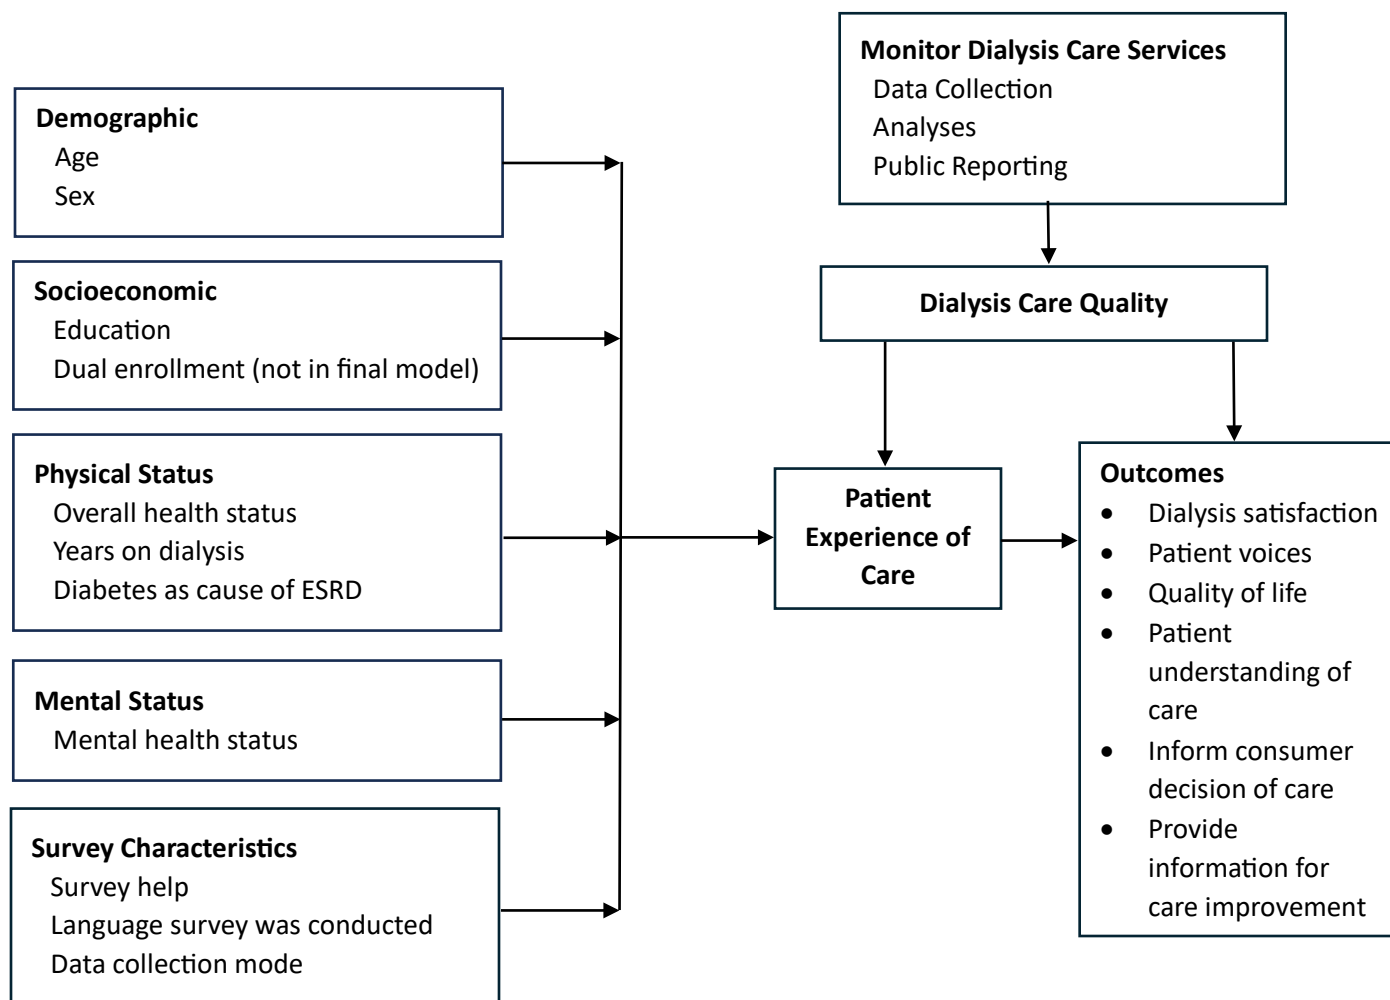 Demographic
Age
Sex
Socioeconomic
Education
Dual enrollment (not in final model)
Physical Status
Overall health status
Years on dialysis
Diabetes as cause of ESRD
Mental Status
Mental health status
Survey Characteristics
Survey help
Language survey was conducted
Data collection mode
Monitor Dialysis Care Services
Data Collection
Analyses
Public Reporting
Dialysis Care Quality
Patient
Experience of
Care
Outcomes
• Dialysis satisfaction
• Patient voices
• Quality of life
• Patient
understanding of
care
• Inform consumer
decision of care
• Provide
information for
care improvement